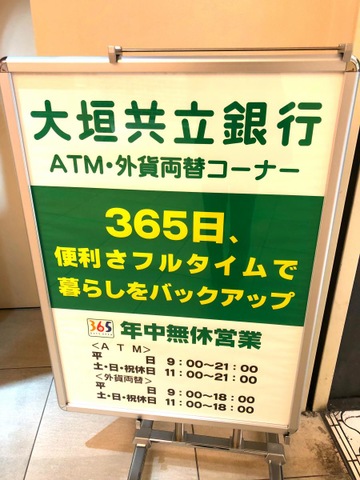 大垣共立銀行
ATM・外貨両替コーナー
365日、
便利さフルタイムで
暮らしをバックアップ
365 年中無休営業
<ATM>
平日 9:00~21:00
土・日・祝休日 11:00~21:00
<外貨両替>
平日 9:00~18:00
土・日・祝休日 11:00~18:00